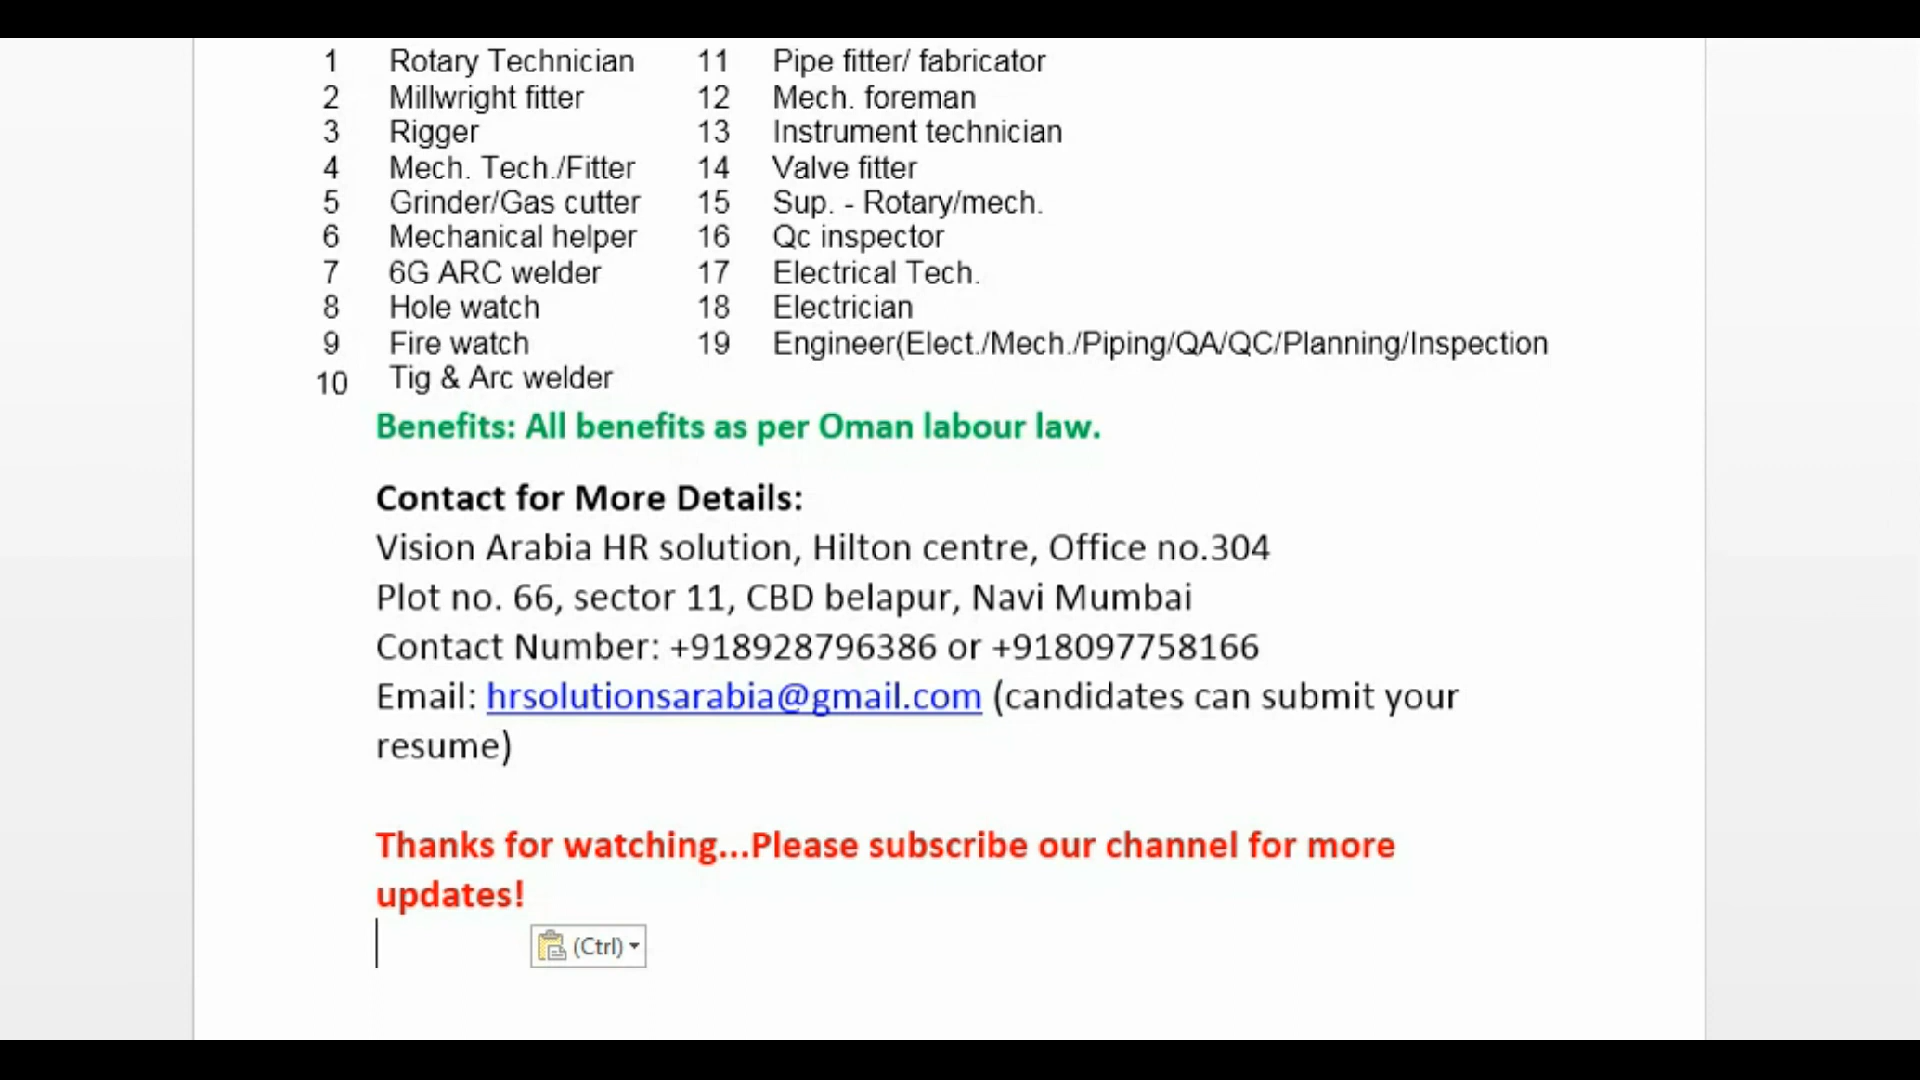 1 Rotary Technician 11 Pipe fitter/ fabricator
2 Millwright fitter 12 Mech. foreman
3 Rigger 13 Instrument technician
4 Mech. Tech./Fitter 14 Valve fitter
5 Grinder/Gas cutter 15 Sup. - Rotary/mech.
6 Mechanical helper 16 Qc inspector
7 6G ARC welder 17 Electrical Tech.
8 Hole watch 18 Electrician
9 Fire watch 19 Engineer(Elect./Mech./Piping/QA/QC/Planning/Inspection
10 Tig & Arc welder
Benefits: All benefits as per Oman labour law.
Contact for More Details:
Vision Arabia HR solution, Hilton centre, Office no.304
Plot no. 66, sector 11, CBD belapur, Navi Mumbai
Contact Number: +918928796386 or +918097758166
Email: hrsolutionsarabia@gmail.com (candidates can submit your
resume)
Thanks for watching...Please subscribe our channel for more
updates!
(Ctrl)